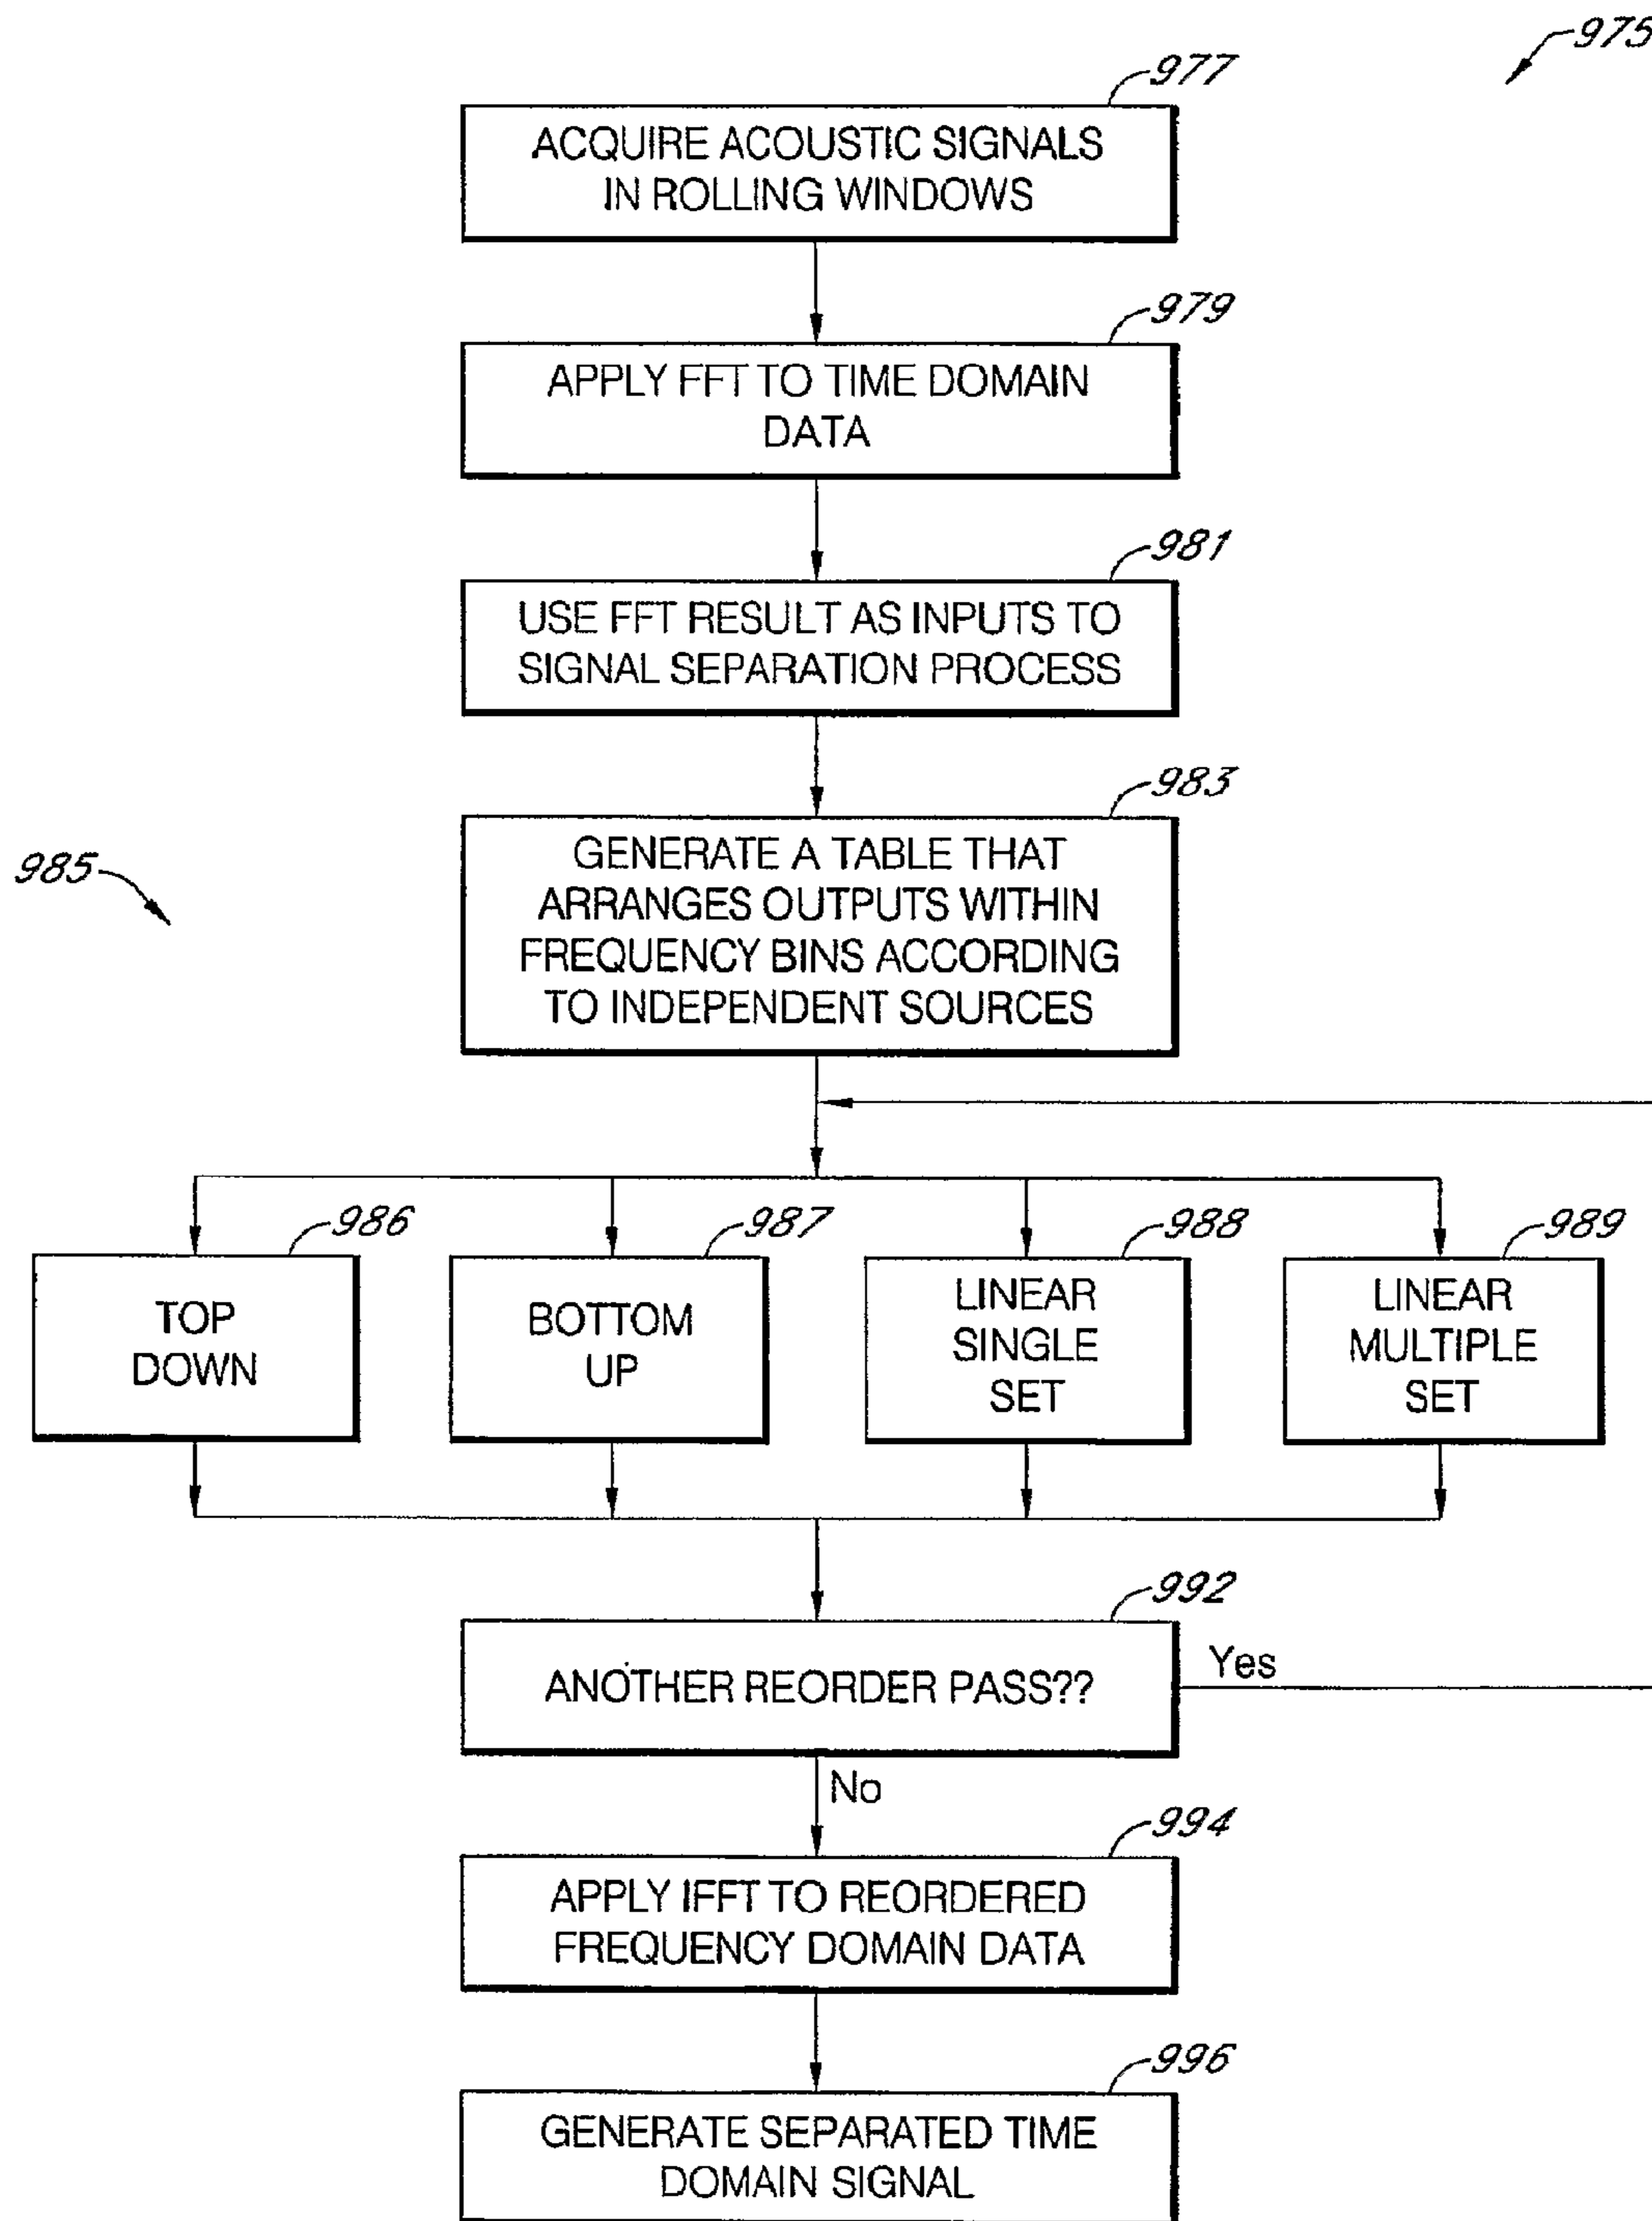 975
977
ACQUIRE ACOUSTIC SIGNALS
IN ROLLING WINDOWS
979
APPLY FFT TO TIME DOMAIN
DATA
981
USE FFT RESULT AS INPUTS TO
SIGNAL SEPARATION PROCESS
983
985
GENERATE A TABLE THAT
ARRANGES OUTPUTS WITHIN
FREQUENCY BINS ACCORDING
TO INDEPENDENT SOURCES
986
TOP
DOWN
987
BOTTOM
UP
988
LINEAR
SINGLE
SET
989
LINEAR
MULTIPLE
SET
992
ANOTHER REORDER PASS??
Yes
No
994
APPLY IFFT TO REORDERED
FREQUENCY DOMAIN DATA
996
GENERATE SEPARATED TIME
DOMAIN SIGNAL